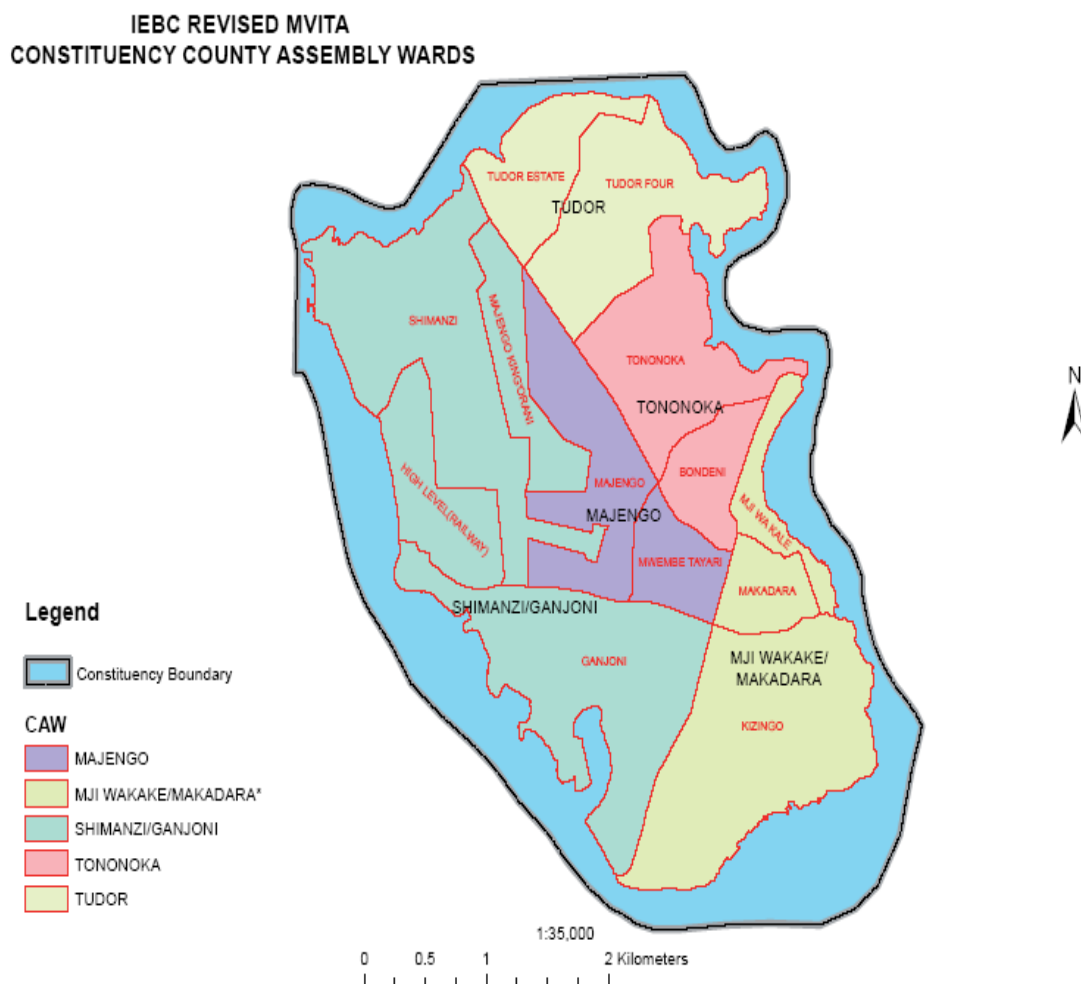 IEBC REVISED MVITA
CONSTITUENCY COUNTY ASSEMBLY WARDS
TUDOR ESTATE
TUDOR FOUR
TUDOR
SHIMANZI
MAJENGO KING'ORANI
TONONOKA
TONONOKA
BONDENI
HIGH LEVEL(RAILWAY)
MAJENGO
MAJENGO
MJI WA KALE
MWEMBE TAYARI
MAKADARA
SHIMANZI/GANJONI
GANJONI
MJI WAKAKE/
MAKADARA
KIZINGO
N
Legend
Constituency Boundary
CAW
MAJENGO
MJI WAKAKE/MAKADARA*
SHIMANZI/GANJONI
TONONOKA
TUDOR
1:35,000
0 0.5 1 2 Kilometers